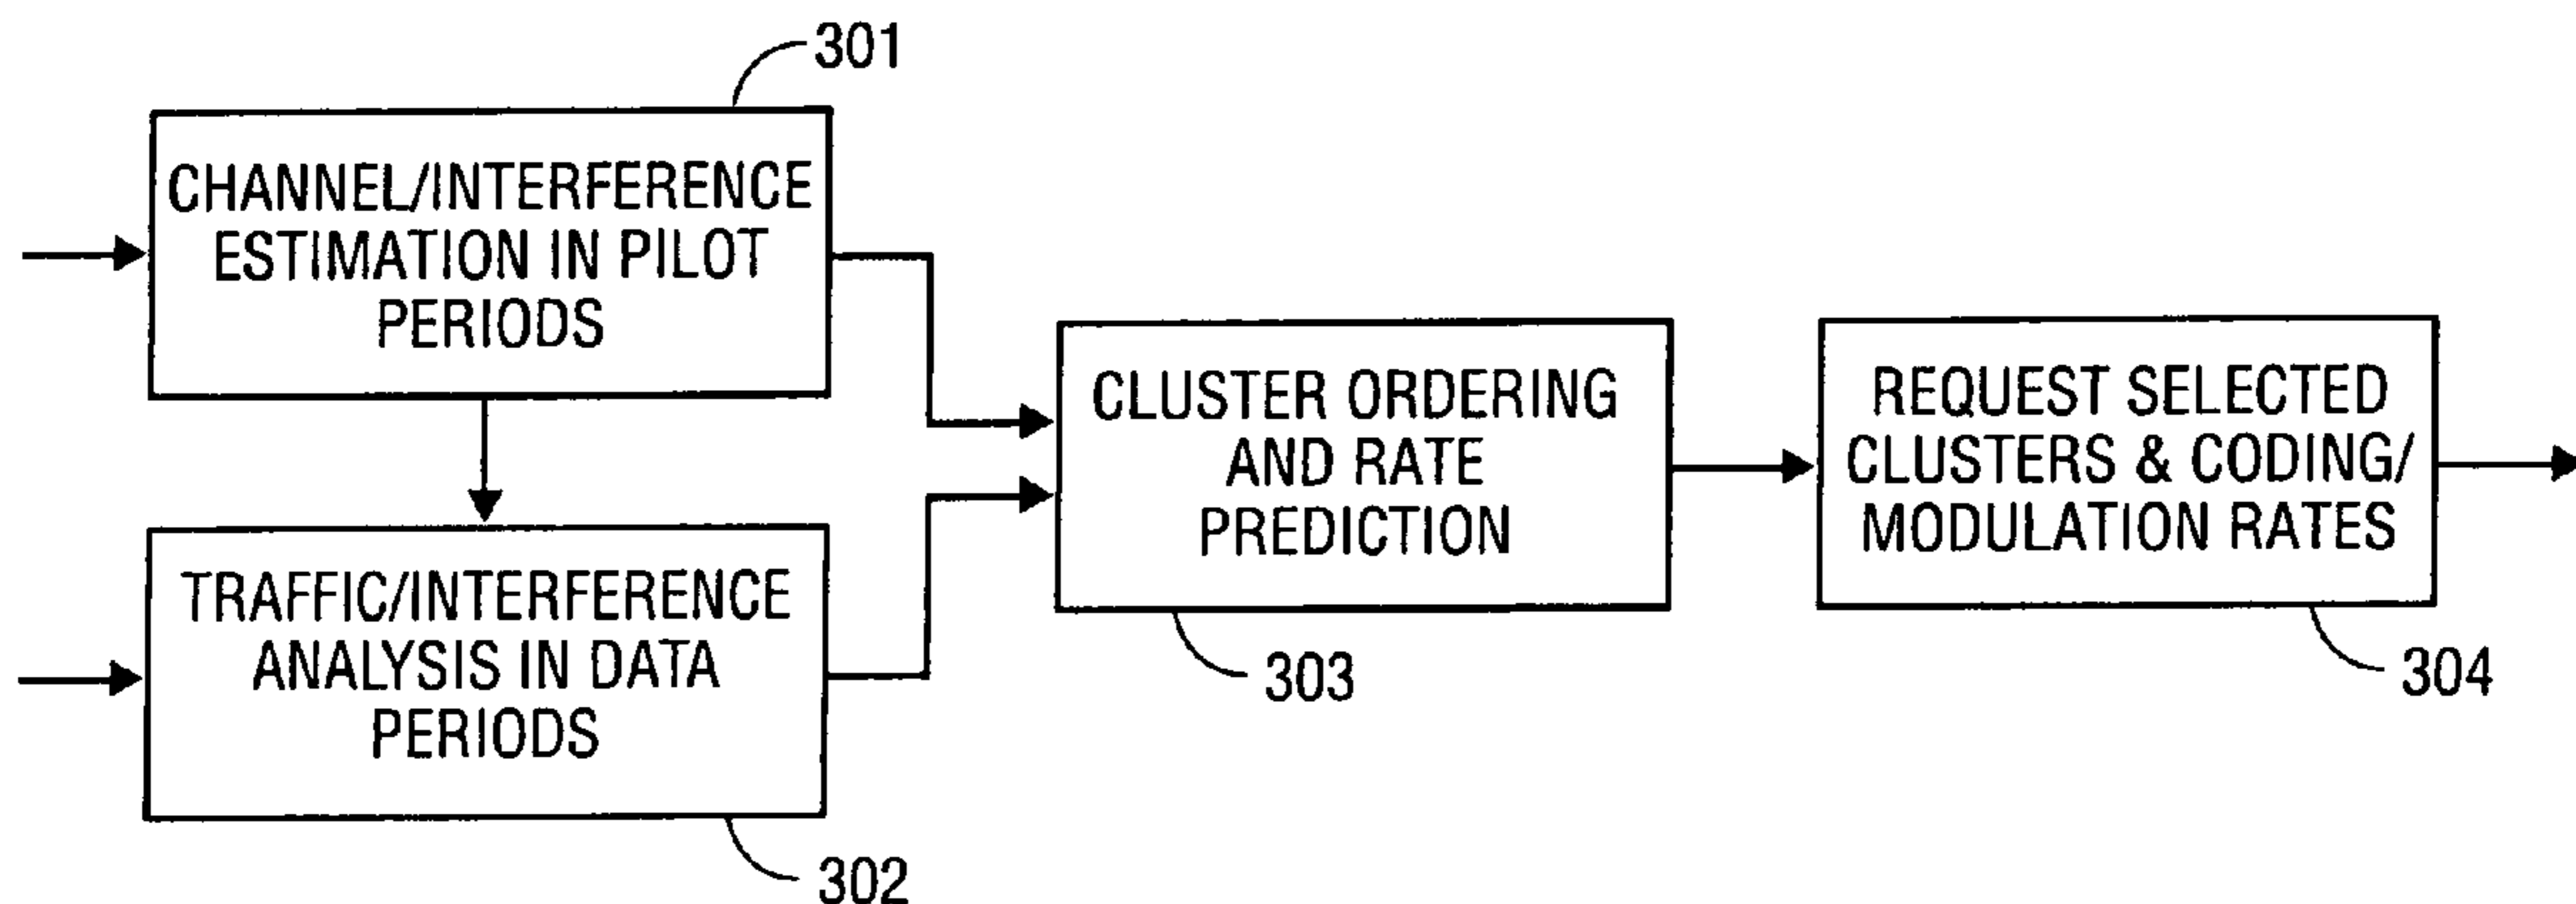 301
CHANNEL/INTERFERENCE
ESTIMATION IN PILOT
PERIODS
TRAFFIC/INTERFERENCE
ANALYSIS IN DATA
PERIODS
302
CLUSTER ORDERING
AND RATE
PREDICTION
303
REQUEST SELECTED
CLUSTERS & CODING/
MODULATION RATES
304